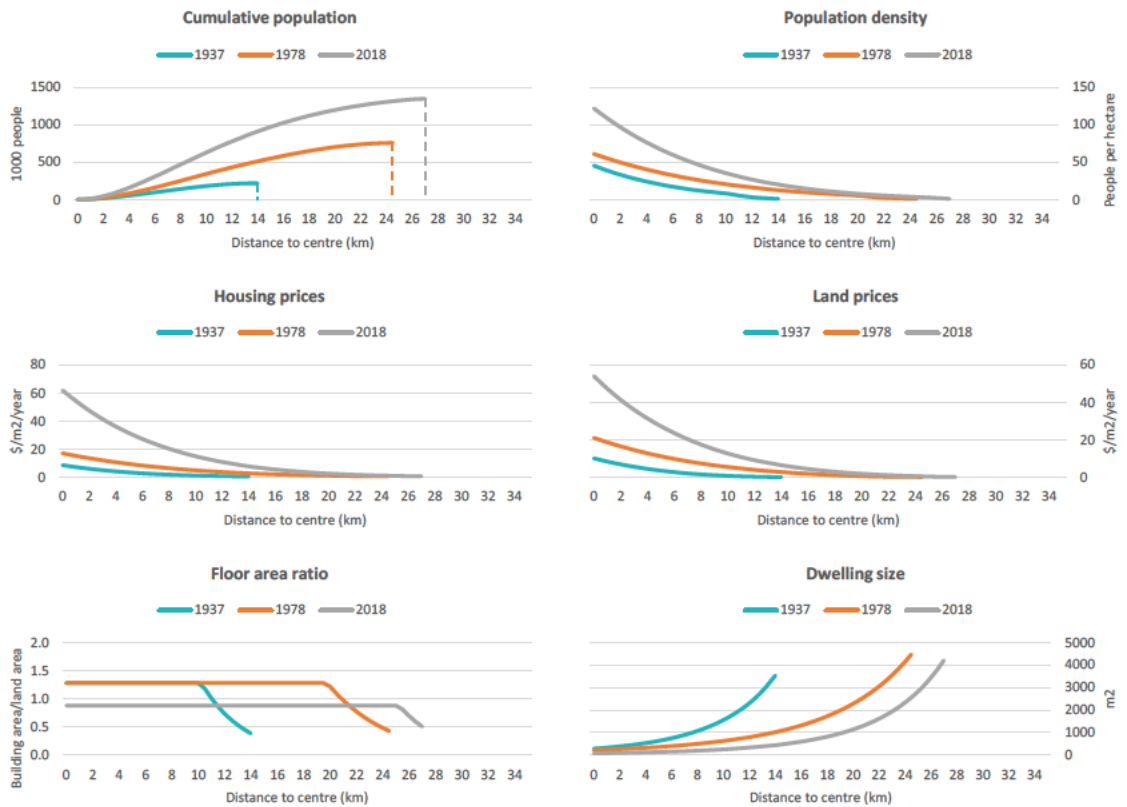 Cumulative population
1937 1978 2018
1500
1000
500
0
1000 people
0 2 4 6 8 10 12 14 16 18 20 22 24 26 28 30 32 34
Distance to centre (km)
Population density
1937 1978 2018
150
100
50
0
People per hectare
0 2 4 6 8 10 12 14 16 18 20 22 24 26 28 30 32 34
Distance to centre (km)
Housing prices
1937 1978 2018
80
60
40
20
0
$/m2/year
0 2 4 6 8 10 12 14 16 18 20 22 24 26 28 30 32 34
Distance to centre (km)
Land prices
1937 1978 2018
60
40
20
0
$/m2/year
0 2 4 6 8 10 12 14 16 18 20 22 24 26 28 30 32 34
Distance to centre (km)
Floor area ratio
1937 1978 2018
2.0
1.5
1.0
0.5
0.0
Building area/land area
0 2 4 6 8 10 12 14 16 18 20 22 24 26 28 30 32 34
Distance to centre (km)
Dwelling size
1937 1978 2018
5000
4000
3000
2000
1000
0
m2
0 2 4 6 8 10 12 14 16 18 20 22 24 26 28 30 32 34
Distance to centre (km)